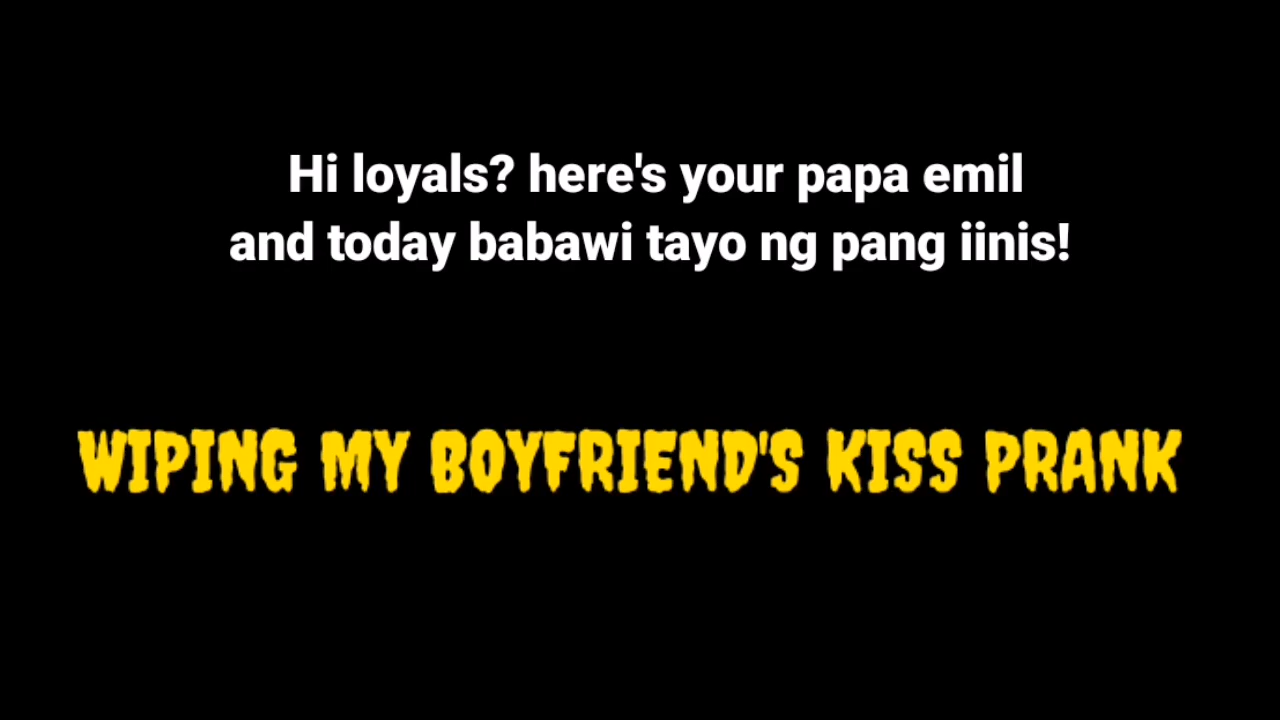 Hi loyals? here's your papa emil
and today babawi tayo ng pang iinis!
WIPING MY BOYFRIEND'S KISS PRANK